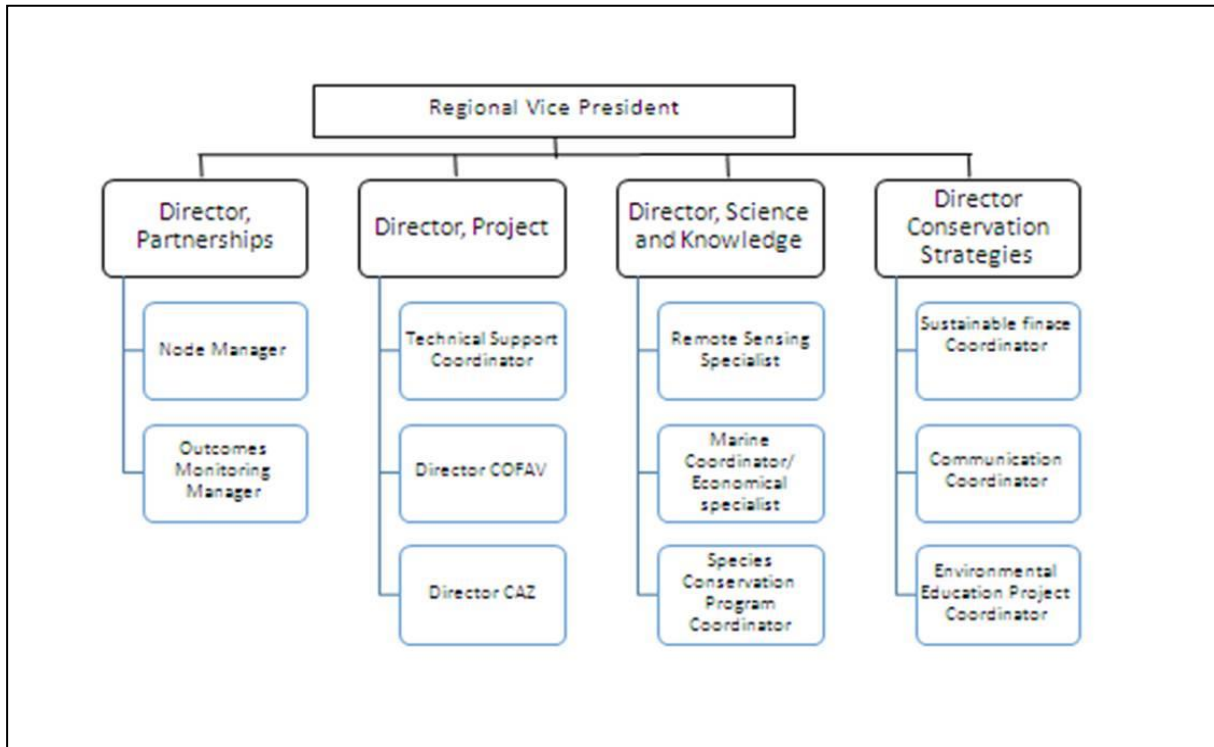 Regional Vice President
Director,
Partnerships
Node Manager
Outcomes
Monitoring
Manager
Director, Project
Technical Support
Coordinator
Director COFAV
Director CAZ
Director, Science
and Knowledge
Remote Sensing
Specialist
Marine
Coordinator/
Economical
specialist
Species
Conservation
Program
Coordinator
Director
Conservation
Strategies
Sustainable finace
Coordinator
Communication
Coordinator
Environmental
Education Project
Coordinator